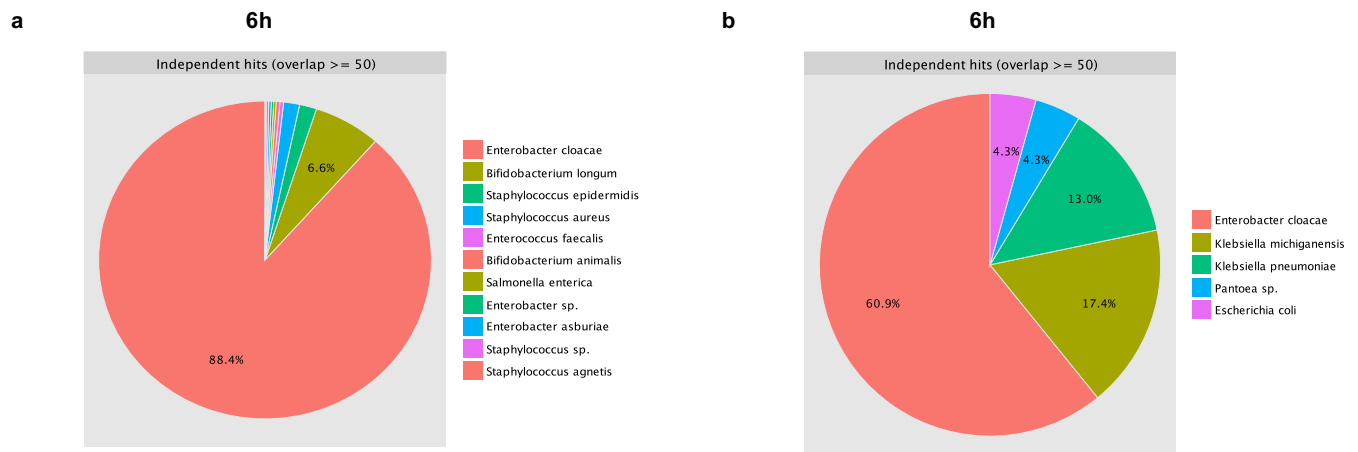 a
6h
Independent hits (overlap >= 50)
6.6%
88.4%
Enterobacter cloacae
Bifidobacterium longum
Staphylococcus epidermidis
Staphylococcus aureus
Enterococcus faecalis
Bifidobacterium animalis
Salmonella enterica
Enterobacter sp.
Enterobacter asburiae
Staphylococcus sp.
Staphylococcus agnetis
b
6h
Independent hits (overlap >= 50)
4.3%
4.3%
13.0%
60.9%
17.4%
Enterobacter cloacae
Klebsiella michiganensis
Klebsiella pneumoniae
Pantoea sp.
Escherichia coli